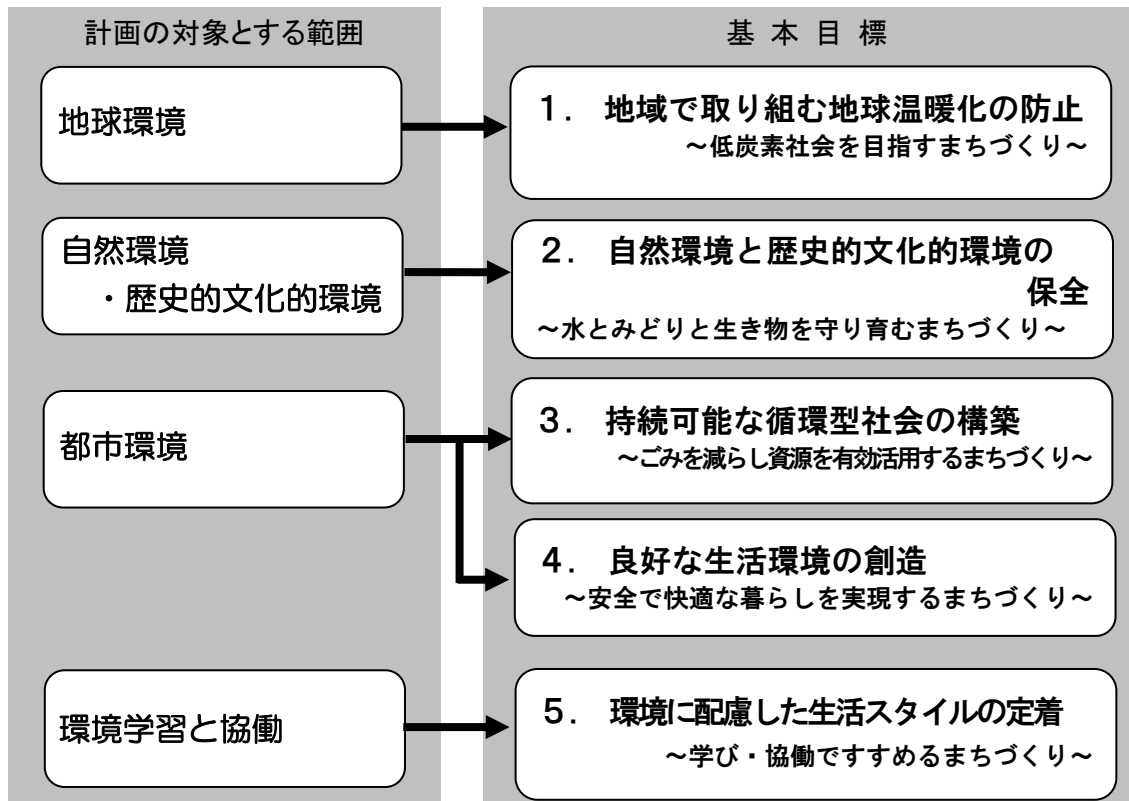 計画の対象とする範囲
基 本 目 標
地球環境
1. 地域で取り組む地球温暖化の防止
～低炭素社会を目指すまちづくり～
自然環境
・歴史的文化的環境
2. 自然環境と歴史的文化的環境の
保全
～水とみどりと生き物を守り育むまちづくり～
都市環境
3. 持続可能な循環型社会の構築
～ごみを減らし資源を有効活用するまちづくり～
4. 良好な生活環境の創造
～安全で快適な暮らしを実現するまちづくり～
環境学習と協働
5. 環境に配慮した生活スタイルの定着
～学び・協働ですすめるまちづくり～